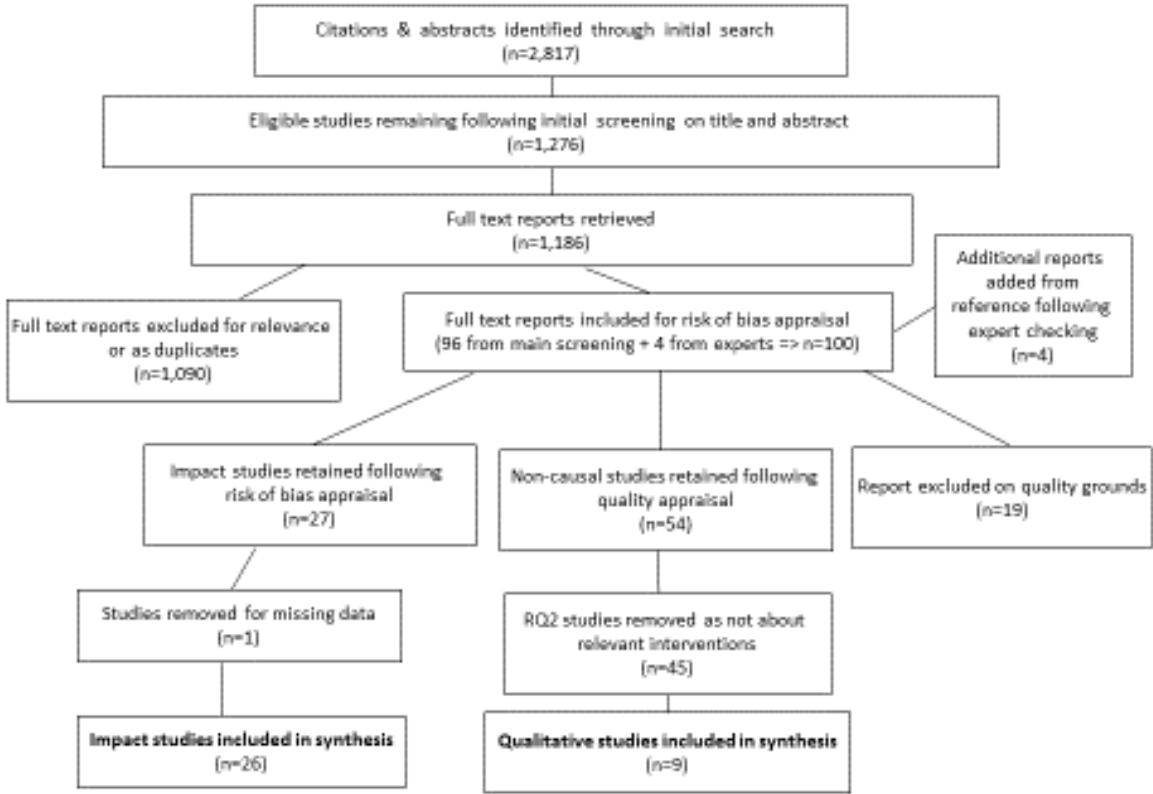 Citations & abstracts identified through initial search
(n=2,817)
Eligible studies remaining following initial screening on title and abstract
(n=1,276)
Full text reports retrieved
(n=1,186)
Additional reports
added from
reference following
expert checking
(n=4)
Full text reports excluded for relevance
or as duplicates
(n=1,090)
Full text reports included for risk of bias appraisal
(96 from main screening + 4 from experts => n=100)
Impact studies retained following
risk of bias appraisal
(n=27)
Non-causal studies retained following
quality appraisal
(n=54)
Report excluded on quality grounds
(n=19)
Studies removed for missing data
(n=1)
RQ2 studies removed as not about
relevant interventions
(n=45)
Impact studies included in synthesis
(n=26)
Qualitative studies included in synthesis
(n=9)